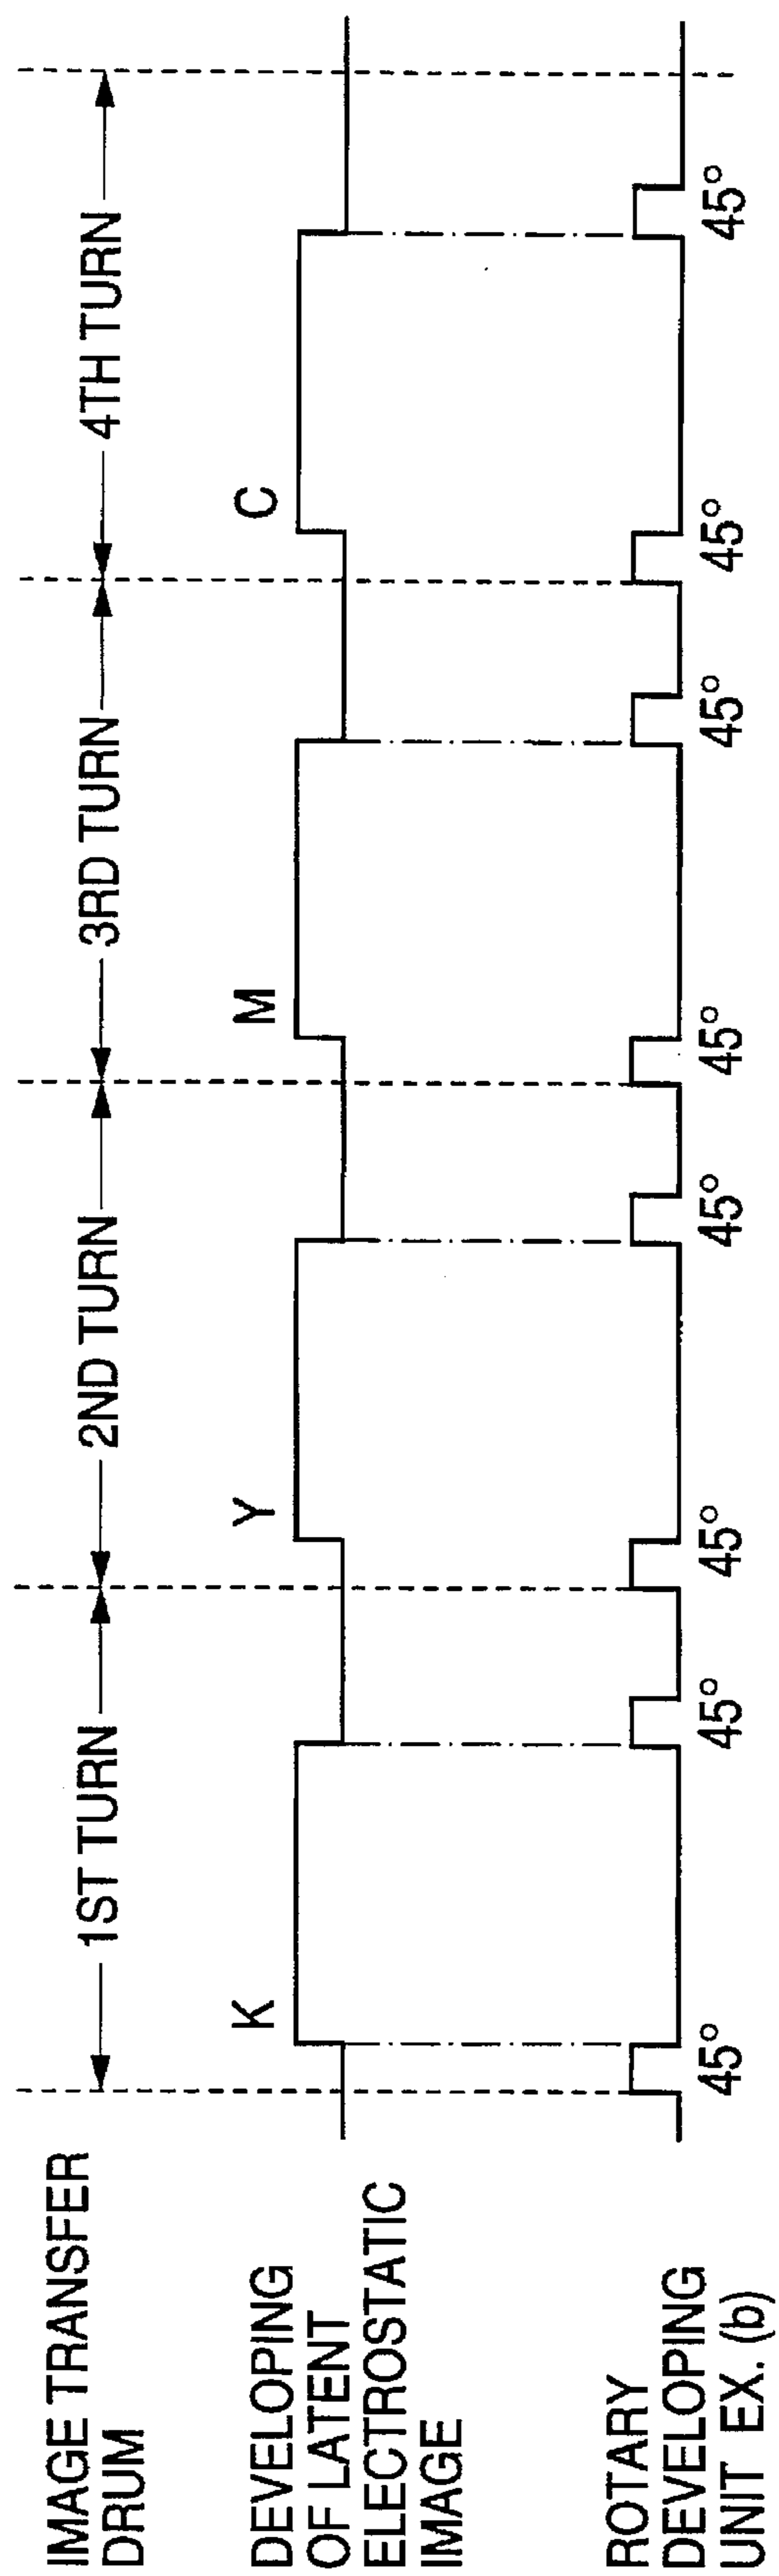 IMAGE TRANSFER
DRUM
1ST TURN
2ND TURN
3RD TURN
4TH TURN
DEVELOPING
OF LATENT
ELECTROSTATIC
IMAGE
K
Y
M
C
ROTARY
DEVELOPING
UNIT EX. (b)
45°
45°
45°
45°
45°
45°
45°
45°